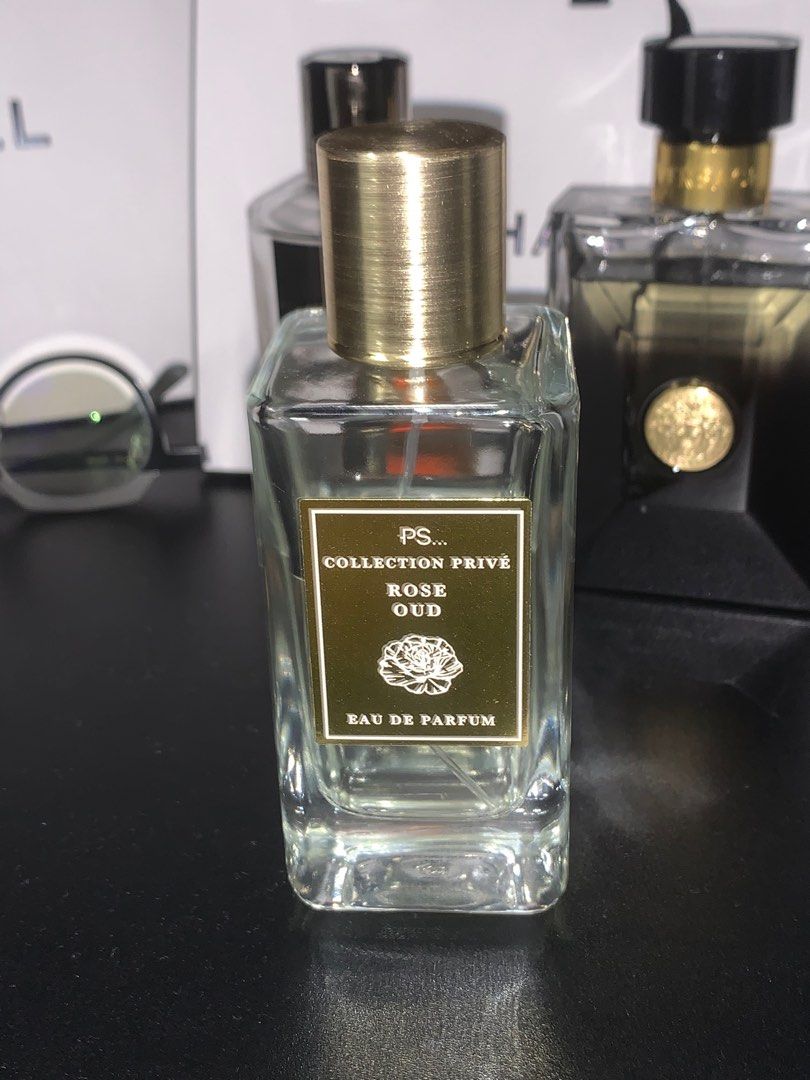 PS...
COLLECTION PRIVÉ
ROSE
OUD
EAU DE PARFUM